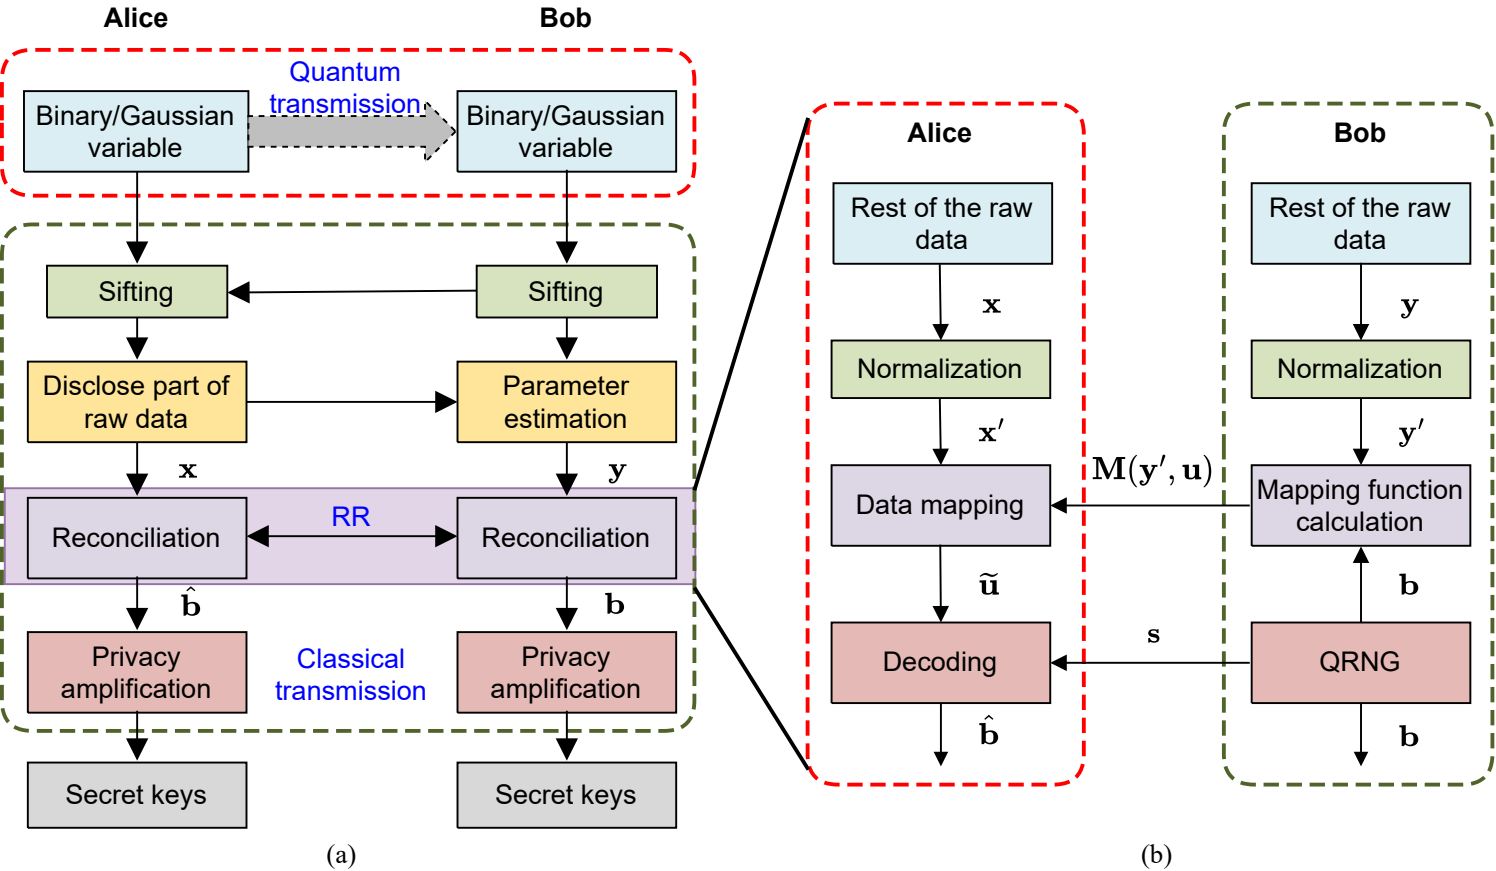 Alice
Bob
Quantum
transmission
Binary/Gaussian
variable
Binary/Gaussian
variable
Sifting
Sifting
Disclose part of
raw data
Parameter
estimation
x
y
Reconciliation
RR
Reconciliation
b̂
b
Privacy
amplification
Classical
transmission
Privacy
amplification
Secret keys
Secret keys
(a)
Alice
Bob
Rest of the raw
data
Rest of the raw
data
x
y
Normalization
Normalization
x′
y′
M(y′, u)
Data mapping
Mapping function
calculation
ũ
b
s
Decoding
QRNG
b̂
b
(b)